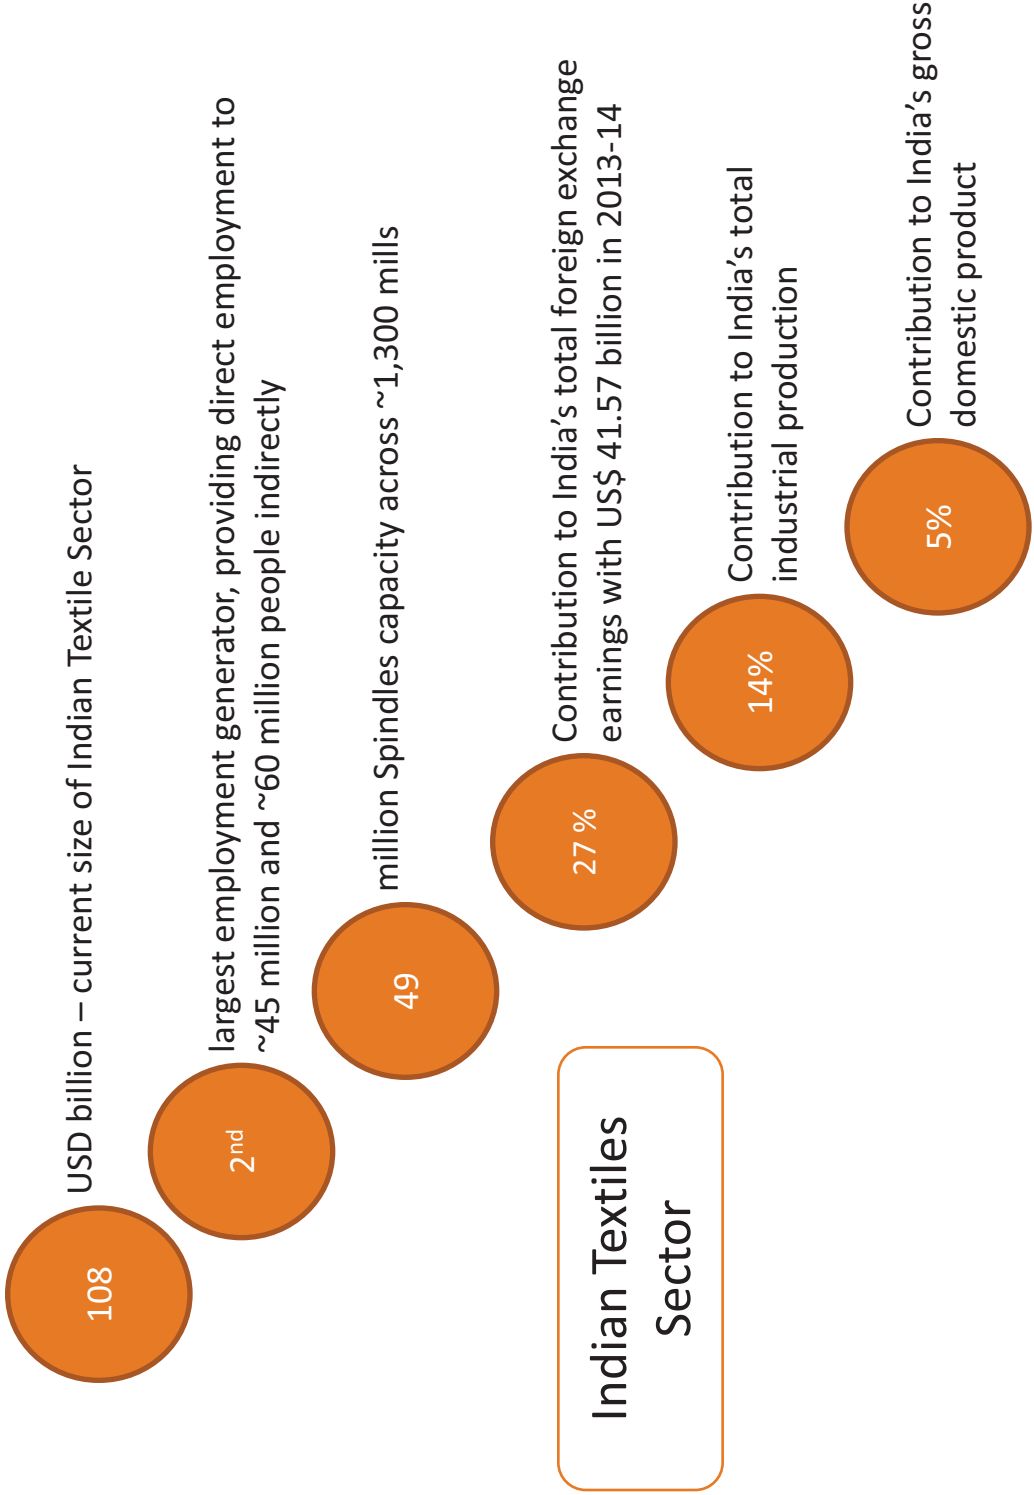 108
USD billion – current size of Indian Textile Sector
2nd
largest employment generator, providing direct employment to
~45 million and ~60 million people indirectly
49
million Spindles capacity across ~1,300 mills
27 %
Contribution to India’s total foreign exchange
earnings with US$ 41.57 billion in 2013-14
14%
Contribution to India’s total
industrial production
5%
Contribution to India’s gross
domestic product
Indian Textiles
Sector